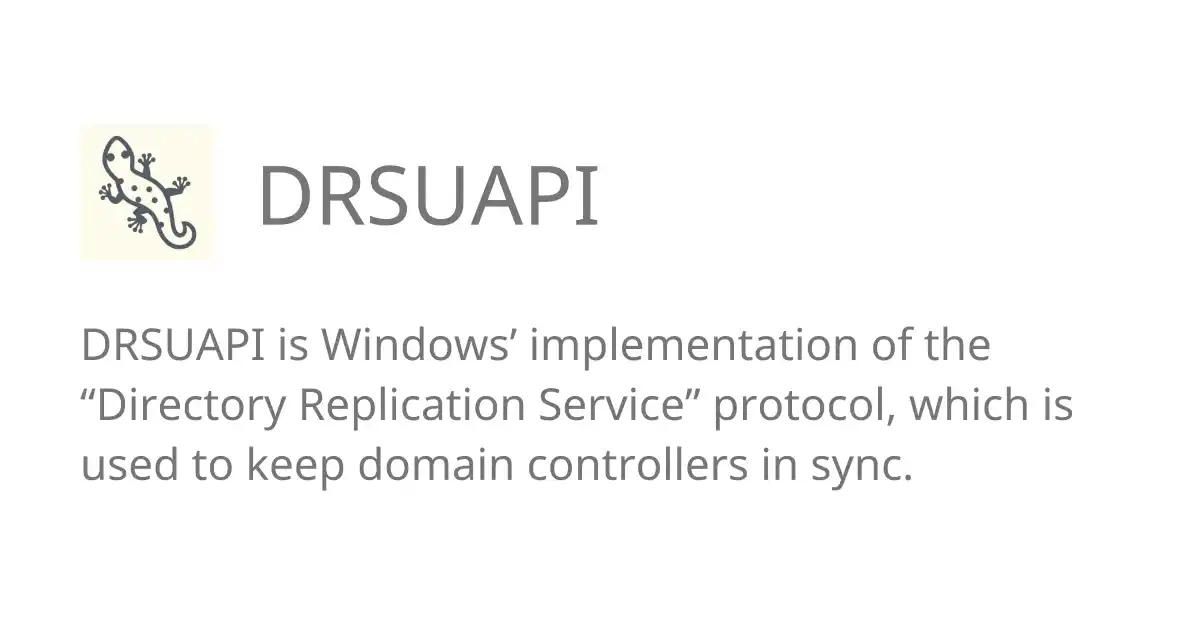 DRSUAPI
DRSUAPI is Windows’ implementation of the
“Directory Replication Service” protocol, which is
used to keep domain controllers in sync.